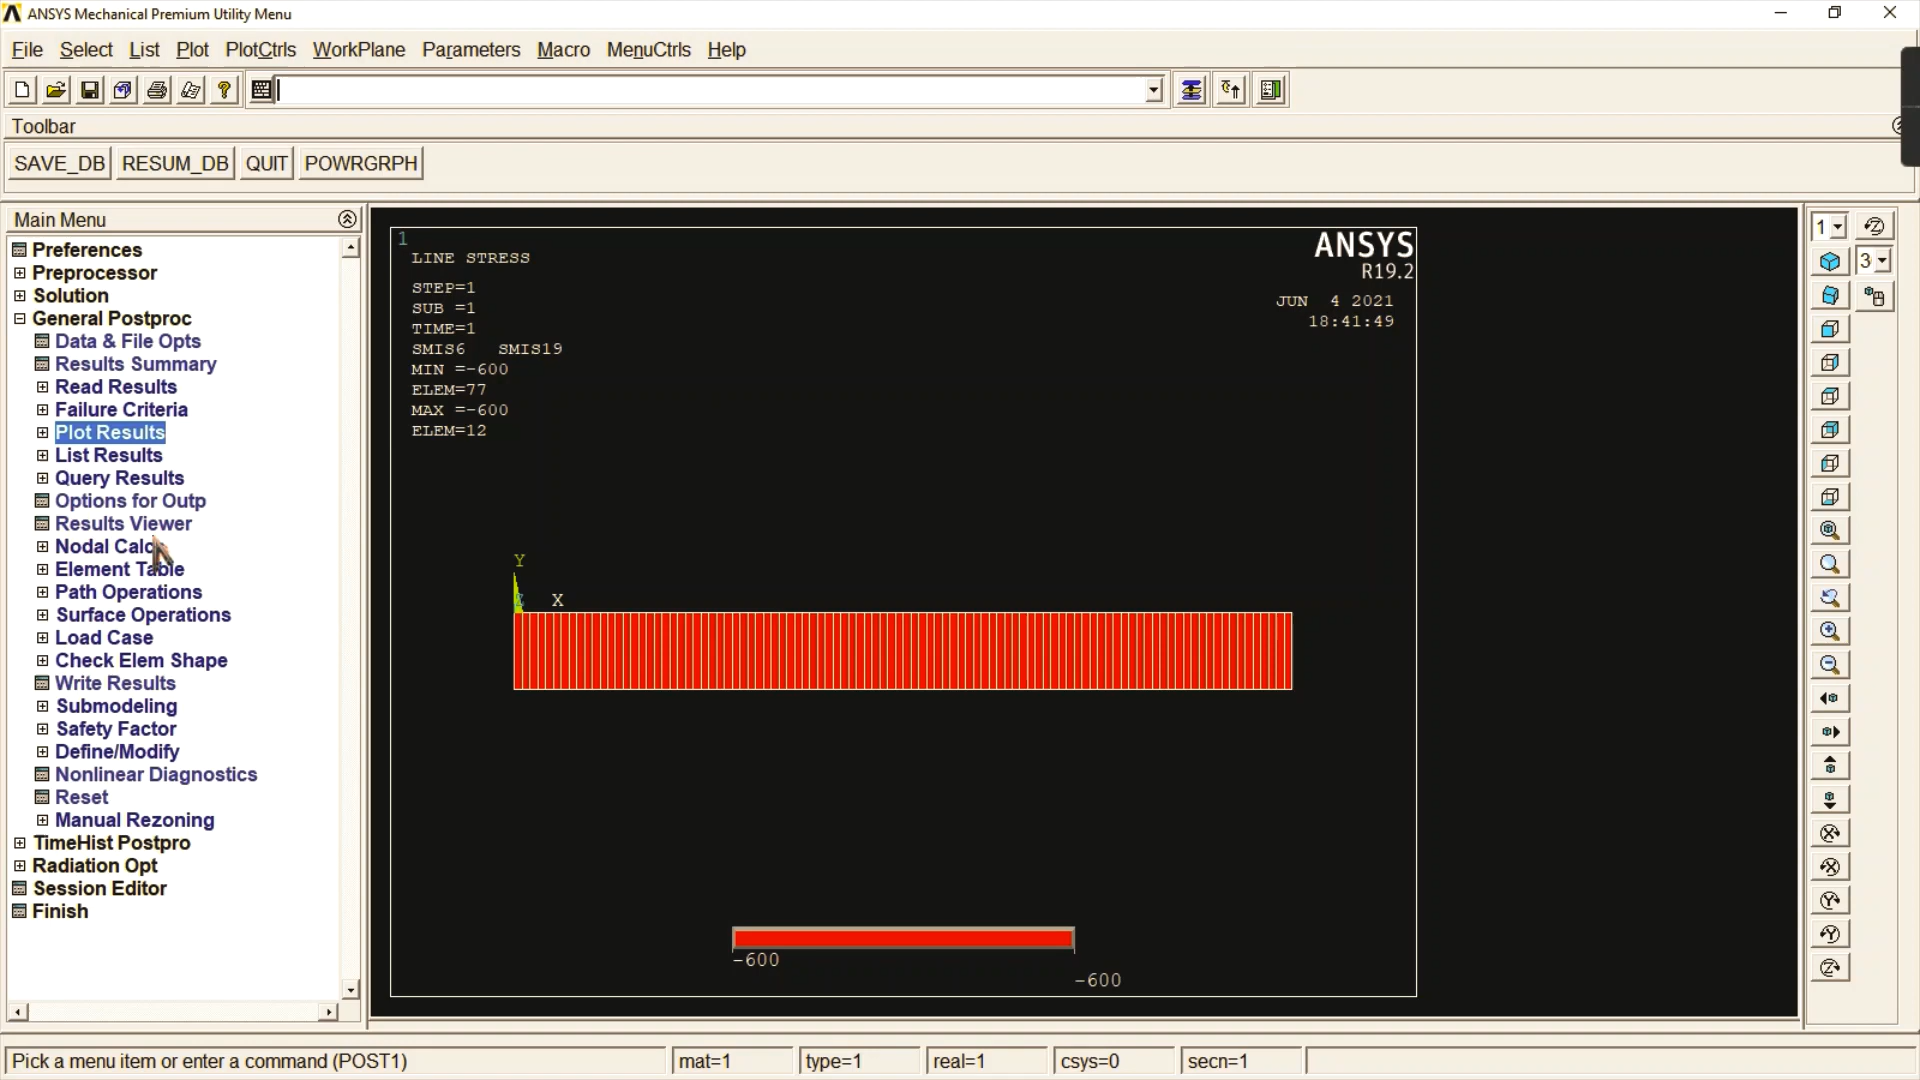 ANSYS Mechanical Premium Utility Menu
File Select List Plot PlotCtrls WorkPlane Parameters Macro MenuCtrls Help
Toolbar
SAVE_DB RESUM_DB QUIT POWRGRPH
Main Menu
Preferences
Preprocessor
Solution
General Postproc
Data & File Opts
Results Summary
Read Results
Failure Criteria
Plot Results
List Results
Query Results
Options for Outp
Results Viewer
Nodal Calc
Element Table
Path Operations
Surface Operations
Load Case
Check Elem Shape
Write Results
Submodeling
Safety Factor
Define/Modify
Nonlinear Diagnostics
Reset
Manual Rezoning
TimeHist Postpro
Radiation Opt
Session Editor
Finish
1
LINE STRESS
STEP=1
SUB =1
TIME=1
SMIS6 SMIS19
MIN =-600
ELEM=77
MAX =-600
ELEM=12
ANSYS
R19.2
JUN 4 2021
18:41:49
Y
X
-600
-600
1
3
Pick a menu item or enter a command (POST1) mat=1 type=1 real=1 csys=0 secn=1